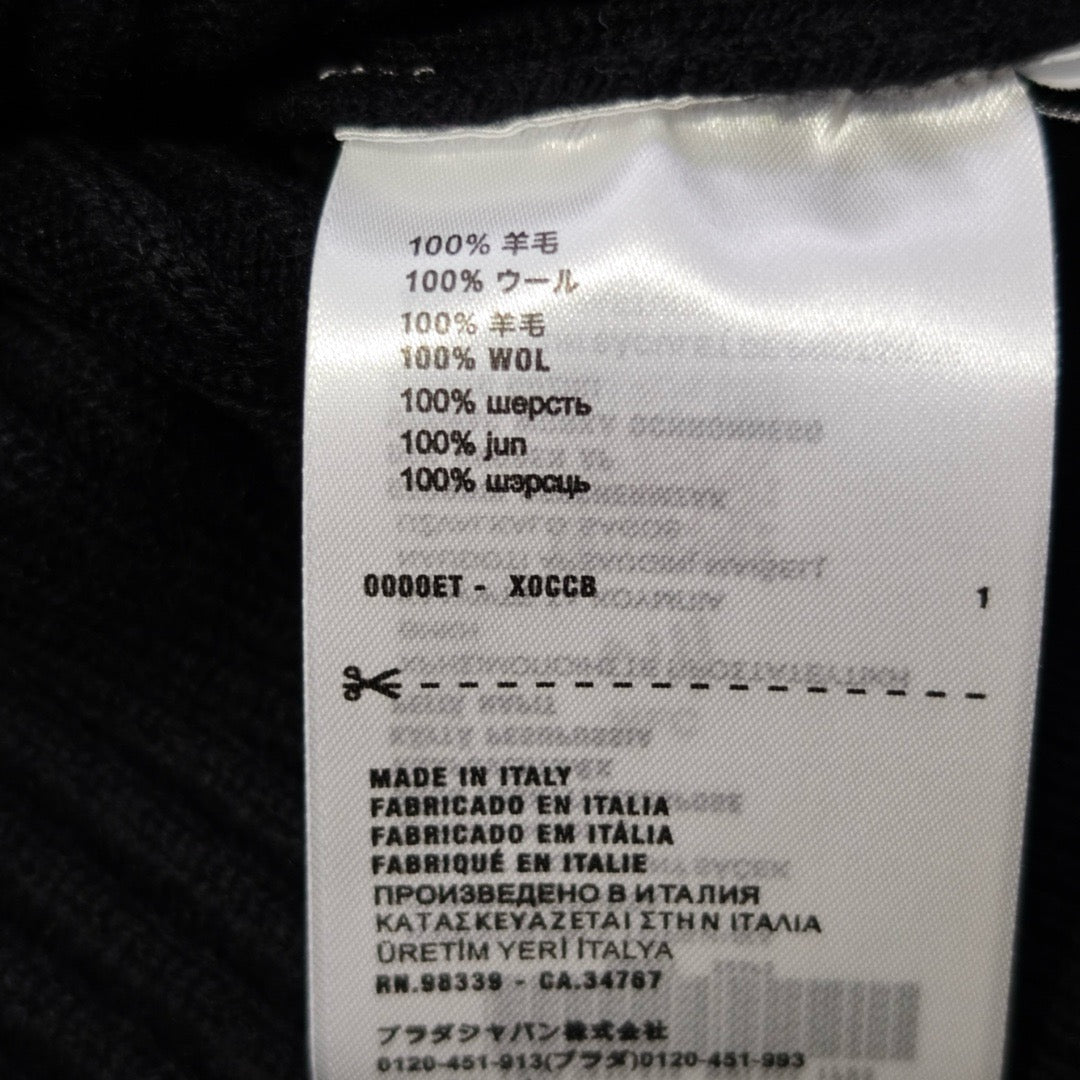 100% 羊毛
100% ウール
100% 羊毛
100% WOL
100% шерсть
100% jun
100% шэрсць
0000ET - X0CCB 1
MADE IN ITALY
FABRICADO EN ITALIA
FABRICADO EM ITÁLIA
FABRIQUÉ EN ITALIE
ПРОИЗВЕДЕНО В ИТАЛИЯ
ΚΑΤΑΣΚΕΥΑΖΕΤΑΙ ΣΤΗΝ ΙΤΑΛΙΑ
ÜRETİM YERİ İTALYA
RN.98339 - CA.34767
プラダジャパン株式会社
0120-451-913(プラダ)0120-451-993